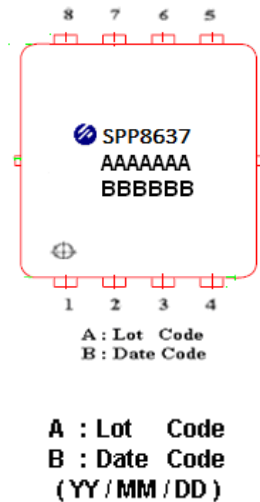 8 7 6 5
SPP8637
AAAAAAA
BBBBBB
1 2 3 4
A : Lot Code
B : Date Code
A : Lot Code
B : Date Code
( YY / MM / DD )